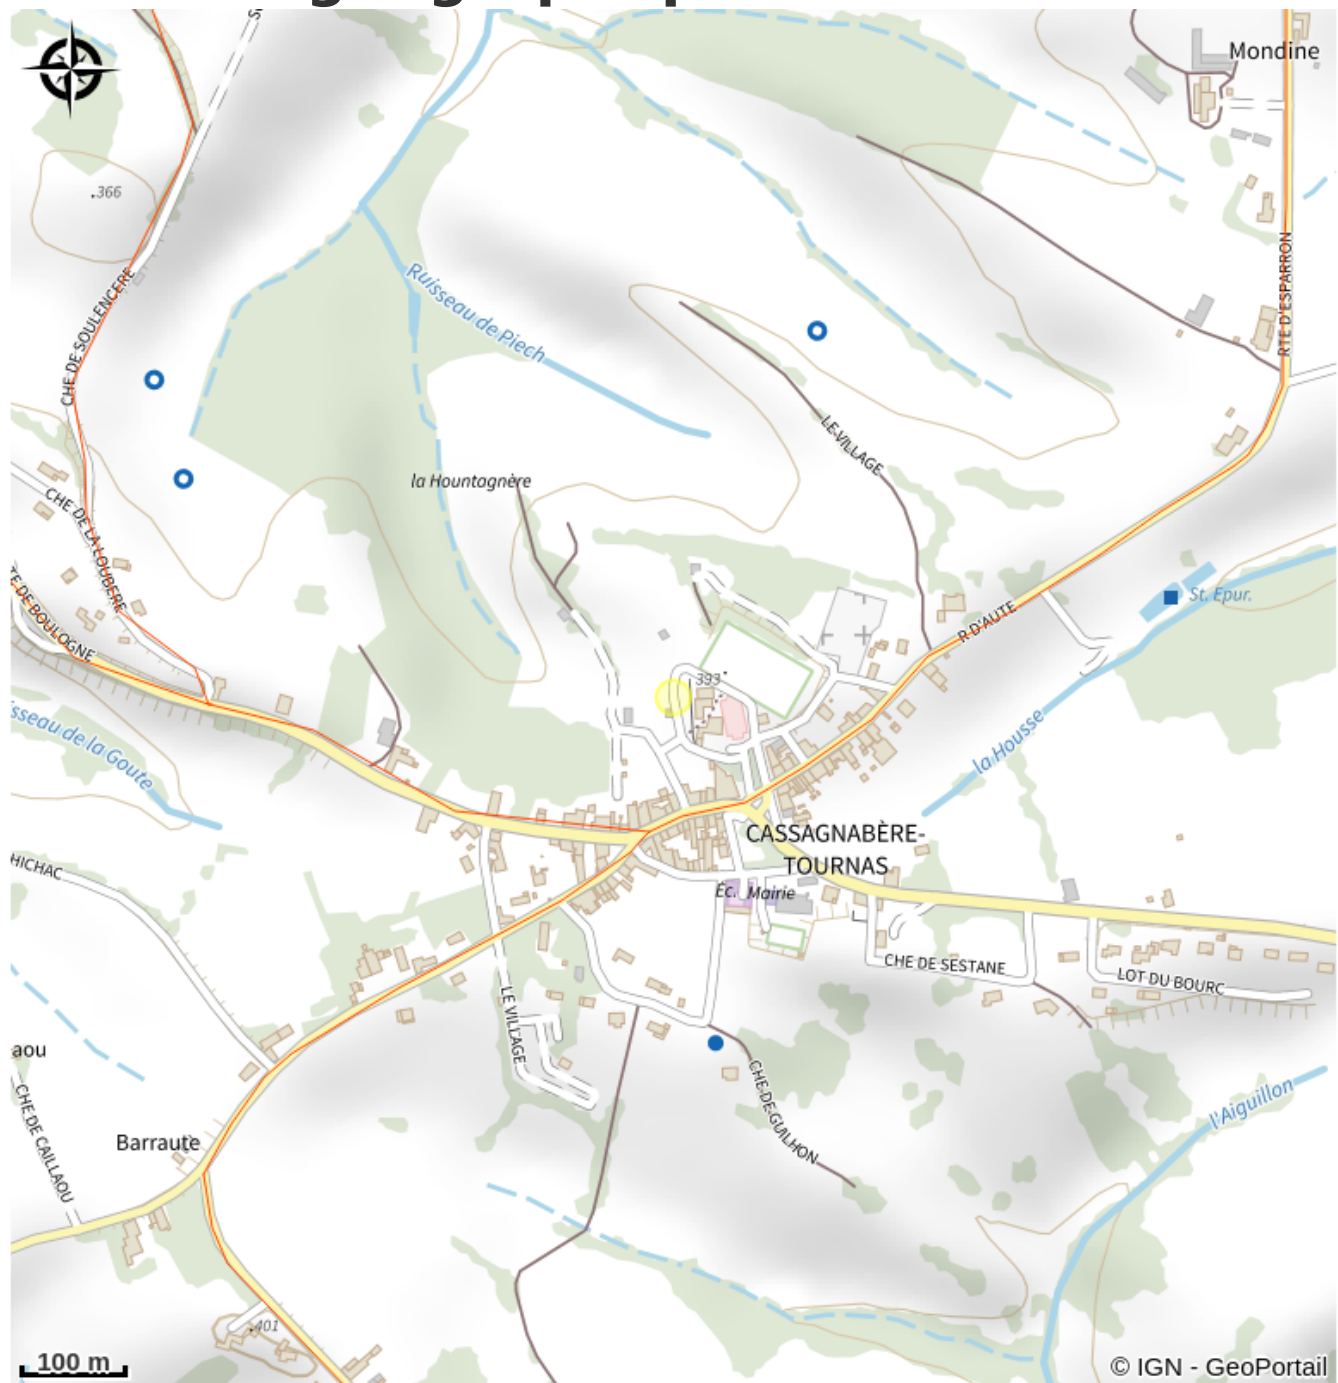 Mondine
366
RTE D'ESPARRON
CHE DE SOULENCERE
Ruisseau de Piech
LE VILLAGE
la Hountagnère
CHE DE LA LOUBERE
TE DE BOULOGNE
St. Epur.
R D'AUTE
393
la Housse
isseau de la Goute
CASSAGNABÈRE-
TOURNAS
HICHAC
Éc.
Mairie
CHE DE SESTANE
LOT DU BOURC
LE VILLAGE
aou
CHE DE GUILHON
l'Aiguillon
CHE DE CAILLAOU
Barraute
401
100 m
© IGN - GeoPortail